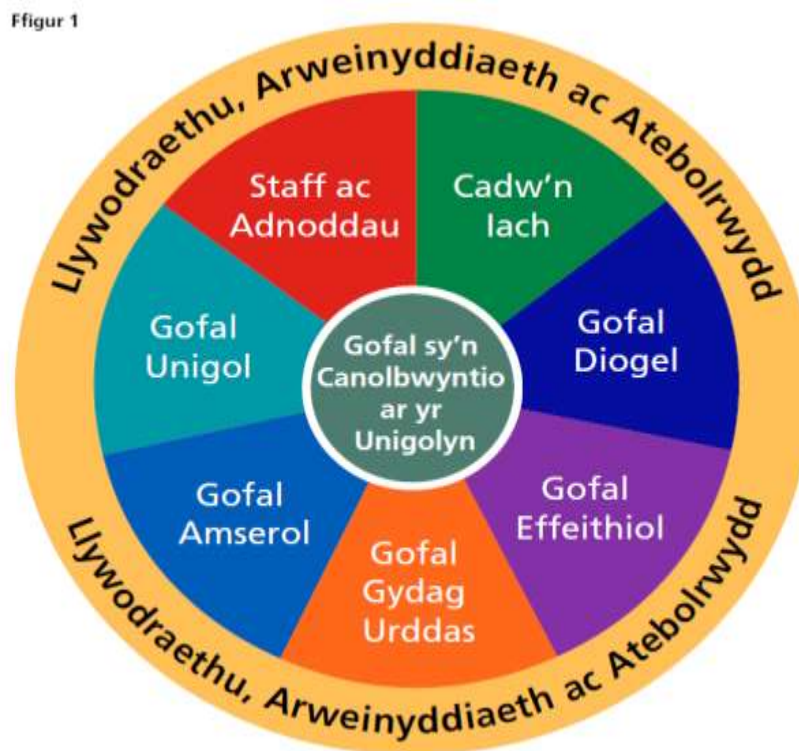 Ffigur 1
Llywodraethu, Arweinyddiaeth ac Atebolrwydd
Staff ac
Adnoddau
Cadw’n
Iach
Gofal
Unigol
Gofal
Diogel
Gofal sy’n
Canolbwyntio
ar yr
Unigolyn
Gofal
Amserol
Gofal
Effeithiol
Gofal
Gydag
Urddas
Llywodraethu, Arweinyddiaeth ac Atebolrwydd